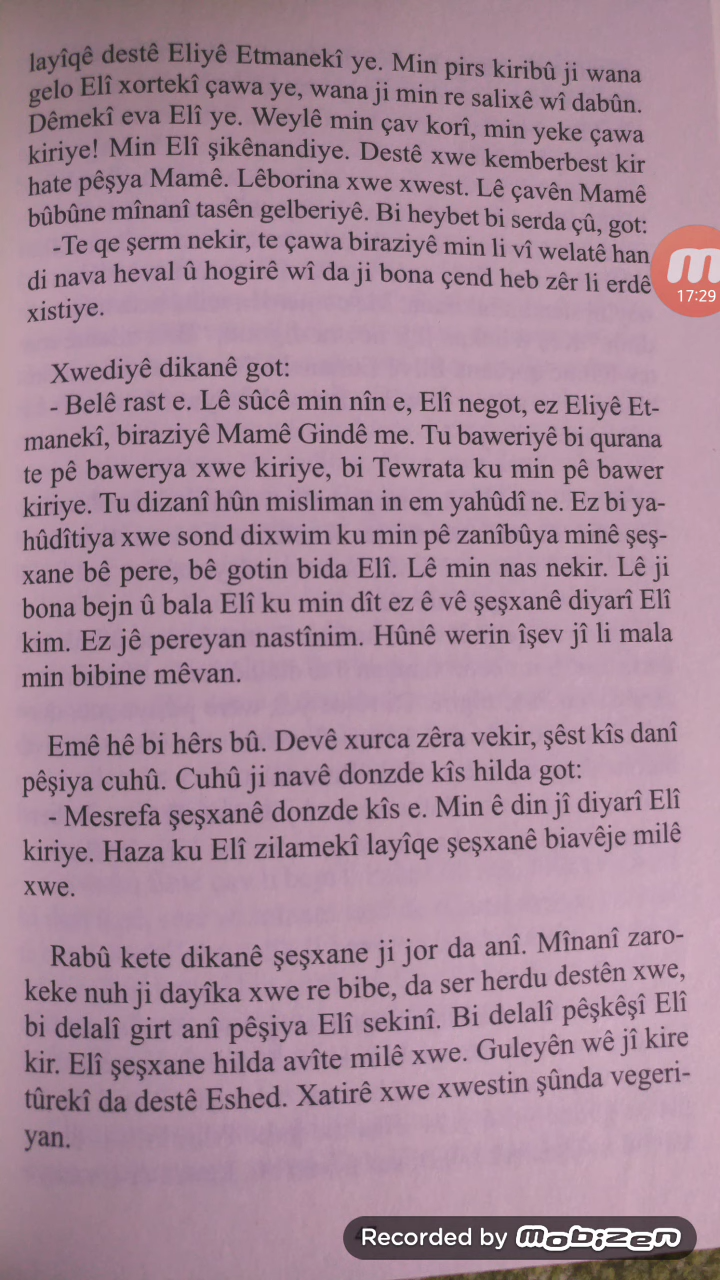 layîqê destê Eliyê Etmanekî ye. Min pirs kiribû ji wana
gelo Elî xortekî çawa ye, wana ji min re salixê wî dabûn.
Dêmekî eva Elî ye. Weylê min çav korî, min yeke çawa
kiriye! Min Elî şikênandiye. Destê xwe kemberbest kir
hate pêşya Mamê. Lêborina xwe xwest. Lê çavên Mamê
bûbûne mînanî tasên gelberiyê. Bi heybet bi serda çû, got:
-Te qe şerm nekir, te çawa biraziyê min li vî welatê han
di nava heval û hogirê wî da ji bona çend heb zêr li erdê
xistiye.
17:29
Xwediyê dikanê got:
- Belê rast e. Lê sûcê min nîn e, Elî negot, ez Eliyê Et-
manekî, biraziyê Mamê Gindê me. Tu baweriyê bi qurana
te pê bawerya xwe kiriye, bi Tewrata ku min pê bawer
kiriye. Tu dizanî hûn misliman in em yahûdî ne. Ez bi ya-
hûdîtiya xwe sond dixwim ku min pê zanîbûya minê şeş-
xane bê pere, bê gotin bida Elî. Lê min nas nekir. Lê ji
bona bejn û bala Elî ku min dît ez ê vê şeşxanê diyarî Elî
kim. Ez jê pereyan nastînim. Hûnê werin îşev jî li mala
min bibine mêvan.
Emê hê bi hêrs bû. Devê xurca zêra vekir, şêst kîs danî
pêşiya cuhû. Cuhû ji navê donzde kîs hilda got:
- Mesrefa şeşxanê donzde kîs e. Min ê din jî diyarî Elî
kiriye. Haza ku Elî zilamekî layîqe şeşxanê biavêje milê
xwe.
Rabû kete dikanê şeşxane ji jor da anî. Mînanî zaro-
keke nuh ji dayîka xwe re bibe, da ser herdu destên xwe,
bi delalî girt anî pêşiya Elî sekinî. Bi delalî pêşkêşî Elî
kir. Elî şeşxane hilda avîte milê xwe. Guleyên wê jî kire
tûrekî da destê Eshed. Xatirê xwe xwestin şûnda vegeri-
yan.
Recorded by mobizen